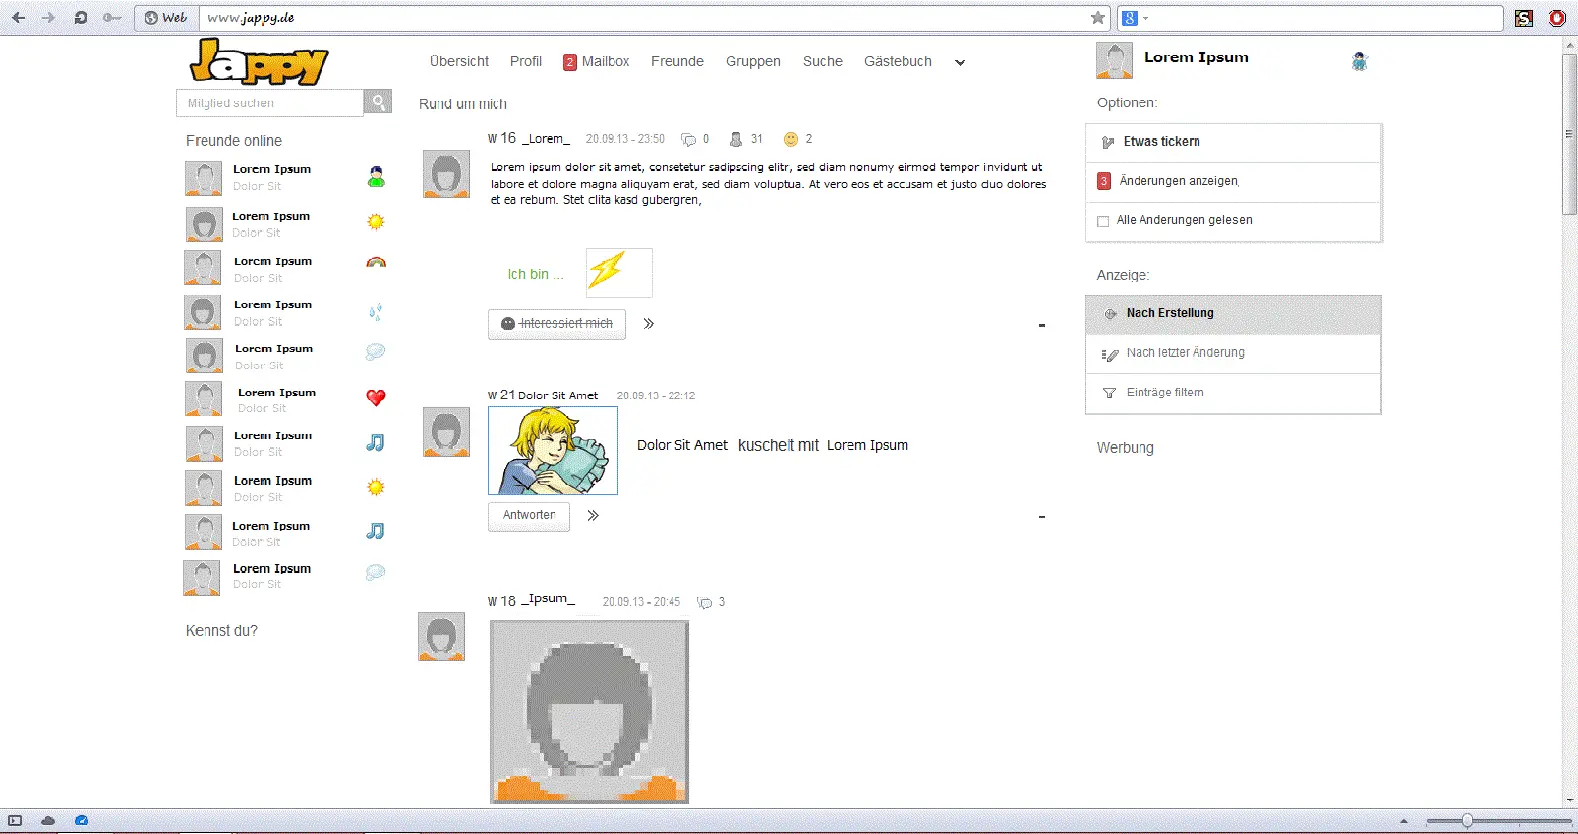 Web
www.jappy.de
8
S
Jappy
Übersicht Profil 2 Mailbox Freunde Gruppen Suche Gästebuch
Lorem Ipsum
Mitglied suchen
Rund um mich
Optionen:
Freunde online
Lorem Ipsum
Dolor Sit
Lorem Ipsum
Dolor Sit
Lorem Ipsum
Dolor Sit
Lorem Ipsum
Dolor Sit
Lorem Ipsum
Dolor Sit
Lorem Ipsum
Dolor Sit
Lorem Ipsum
Dolor Sit
Lorem Ipsum
Dolor Sit
Lorem Ipsum
Dolor Sit
Lorem Ipsum
Dolor Sit
Kennst du?
W 16 _Lorem_ 20.09.13 - 23:50 0 31 2
Lorem ipsum dolor sit amet, consetetur sadipscing elitr, sed diam nonumy eirmod tempor invidunt ut
labore et dolore magna aliquyam erat, sed diam voluptua. At vero eos et accusam et justo duo dolores
et ea rebum. Stet clita kasd gubergren,
Ich bin ...
Interessiert mich
W 21 Dolor Sit Amet 20.09.13 - 22:12
Dolor Sit Amet kuschelt mit Lorem Ipsum
Antworten
W 18 _Ipsum_ 20.09.13 - 20:45 3
Etwas tickern
3 Änderungen anzeigen
Alle Änderungen gelesen
Anzeige:
Nach Erstellung
Nach letzter Änderung
Einträge filtern
Werbung